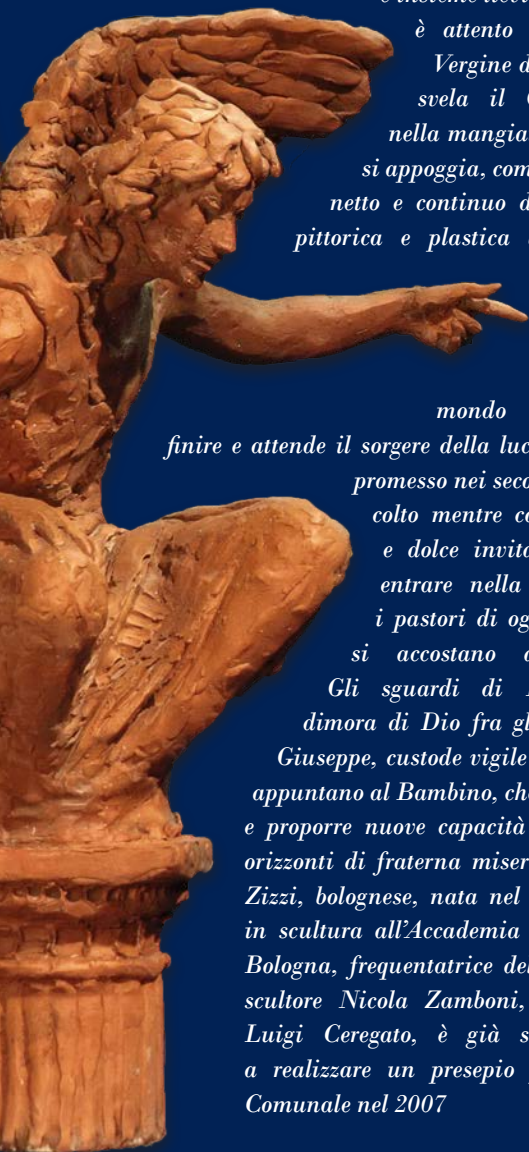 è attento
Vergine d
svela il
nella mangia
si appoggia, com
netto e continuo d
pittorica e plastica
mondo
finire e attende il sorgere della luc
promesso nei seco
colto mentre co
e dolce invito
entrare nella
i pastori di og
si accostano
Gli sguardi di
dimora di Dio fra gl
Giuseppe, custode vigile
appuntano al Bambino, che
e proporre nuove capacità
orizzonti di fraterna miser
Zizzi, bolognese, nata nel
in scultura all’Accademia
Bologna, frequentatrice del
scultore Nicola Zamboni,
Luigi Ceregato, è già s
a realizzare un presepio
Comunale nel 2007